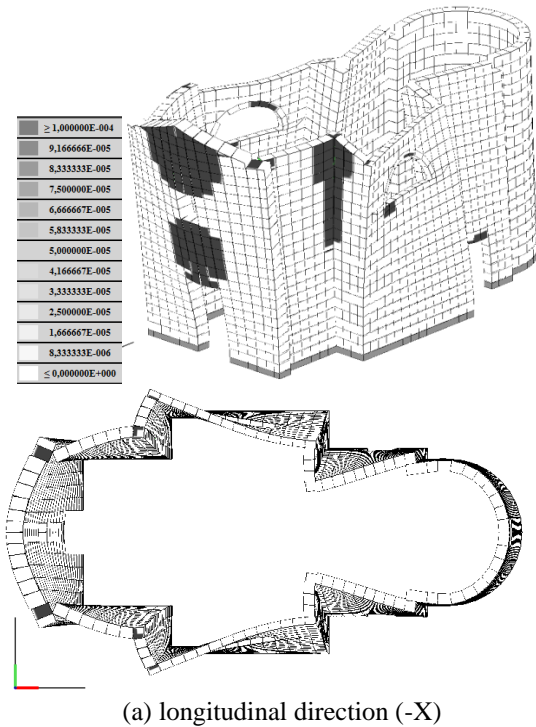 ≥ 1,000000E-004
9,166666E-005
8,333333E-005
7,500000E-005
6,666667E-005
5,833333E-005
5,000000E-005
4,166667E-005
3,333333E-005
2,500000E-005
1,666667E-005
8,333333E-006
≤ 0,000000E+000
(a) longitudinal direction (-X)